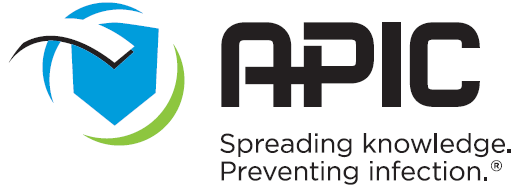 APIC
Spreading knowledge.
Preventing infection.®